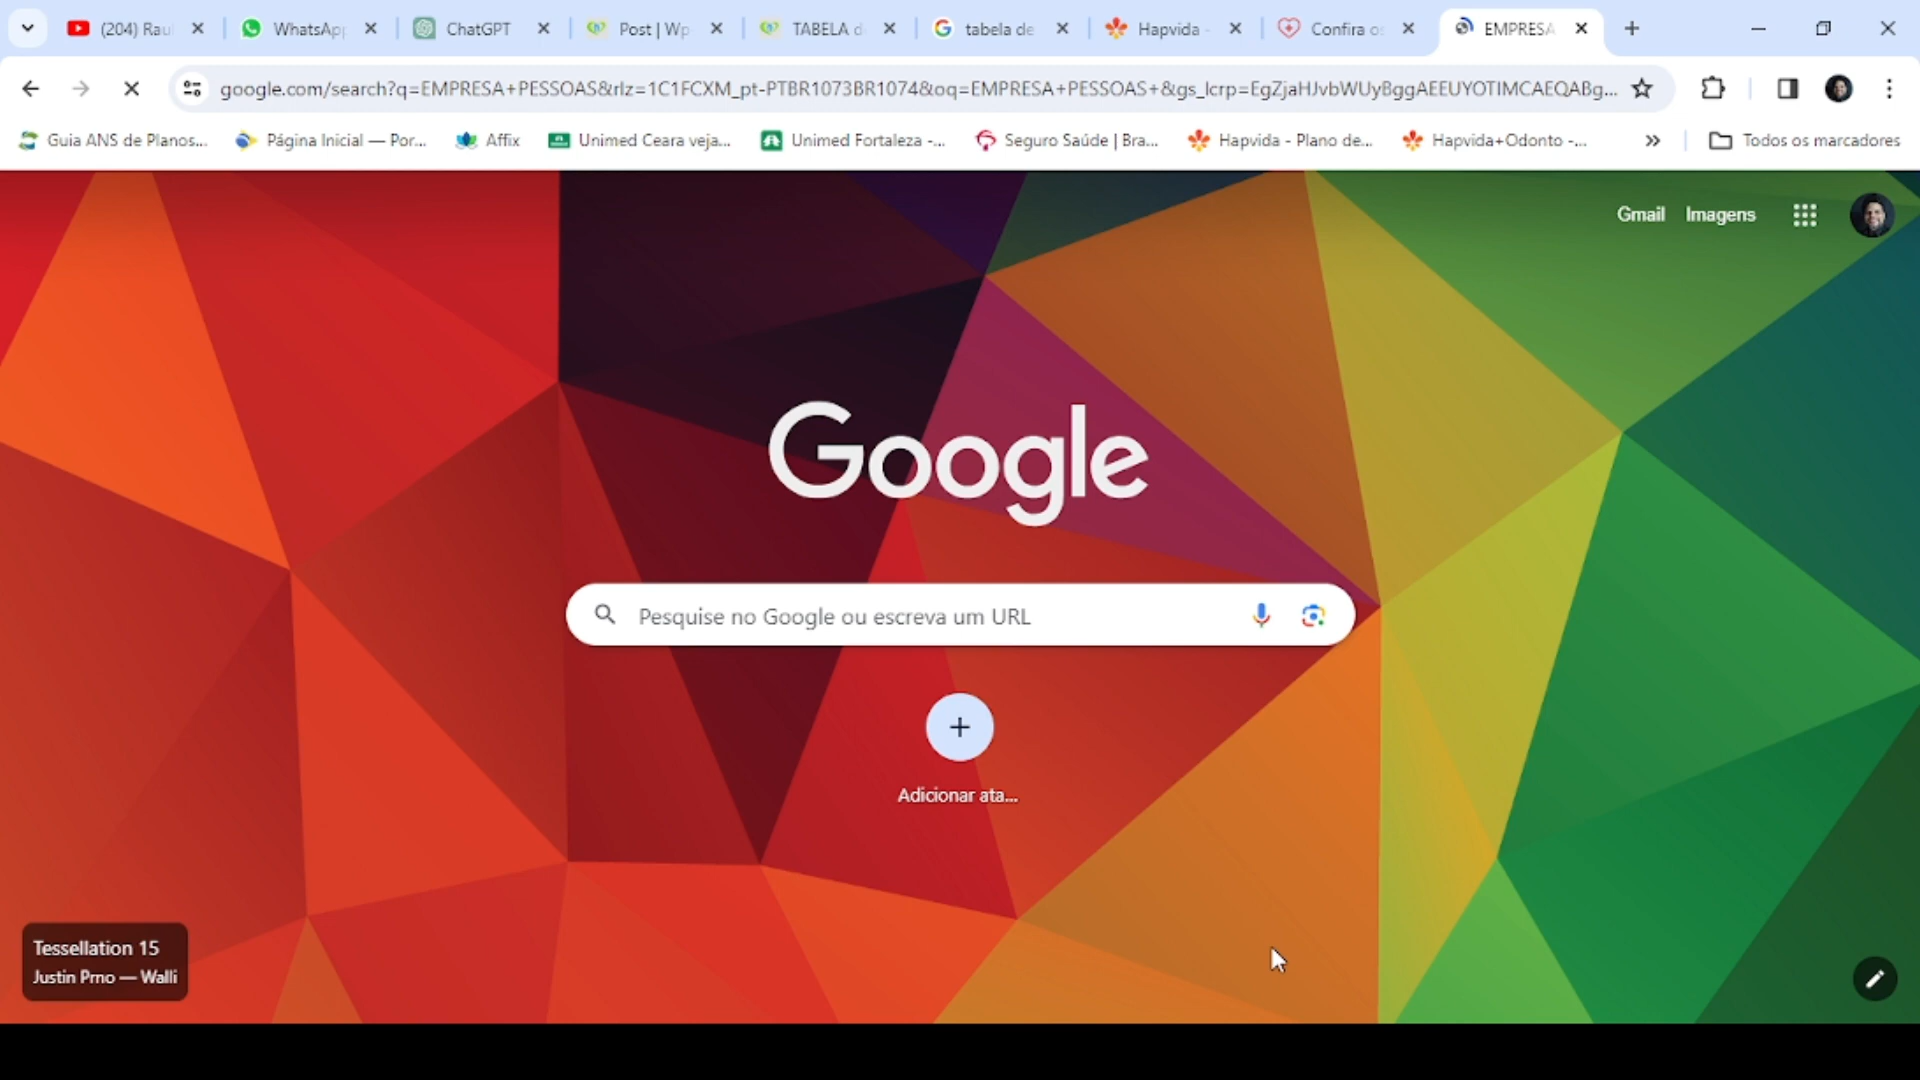 (204) Rau
WhatsAp
ChatGPT
Post | Wp
TABELA d
tabela de
Hapvida -
Confira o
EMPRESA
google.com/search?q=EMPRESA+PESSOAS&rlz=1C1FCXM_pt-PTBR1073BR1074&oq=EMPRESA+PESSOAS+&gs_lcrp=EgZjaHJvbWUyBggAEEUYOTIMCAEQABg...
Guia ANS de Planos...
Página Inicial — Por...
Affix
Unimed Ceara veja...
Unimed Fortaleza -...
Seguro Saúde | Bra...
Hapvida - Plano de...
Hapvida+Odonto -...
Todos os marcadores
Gmail
Imagens
Google
Pesquise no Google ou escreva um URL
Adicionar ata...
Tessellation 15
Justin Prno — Walli